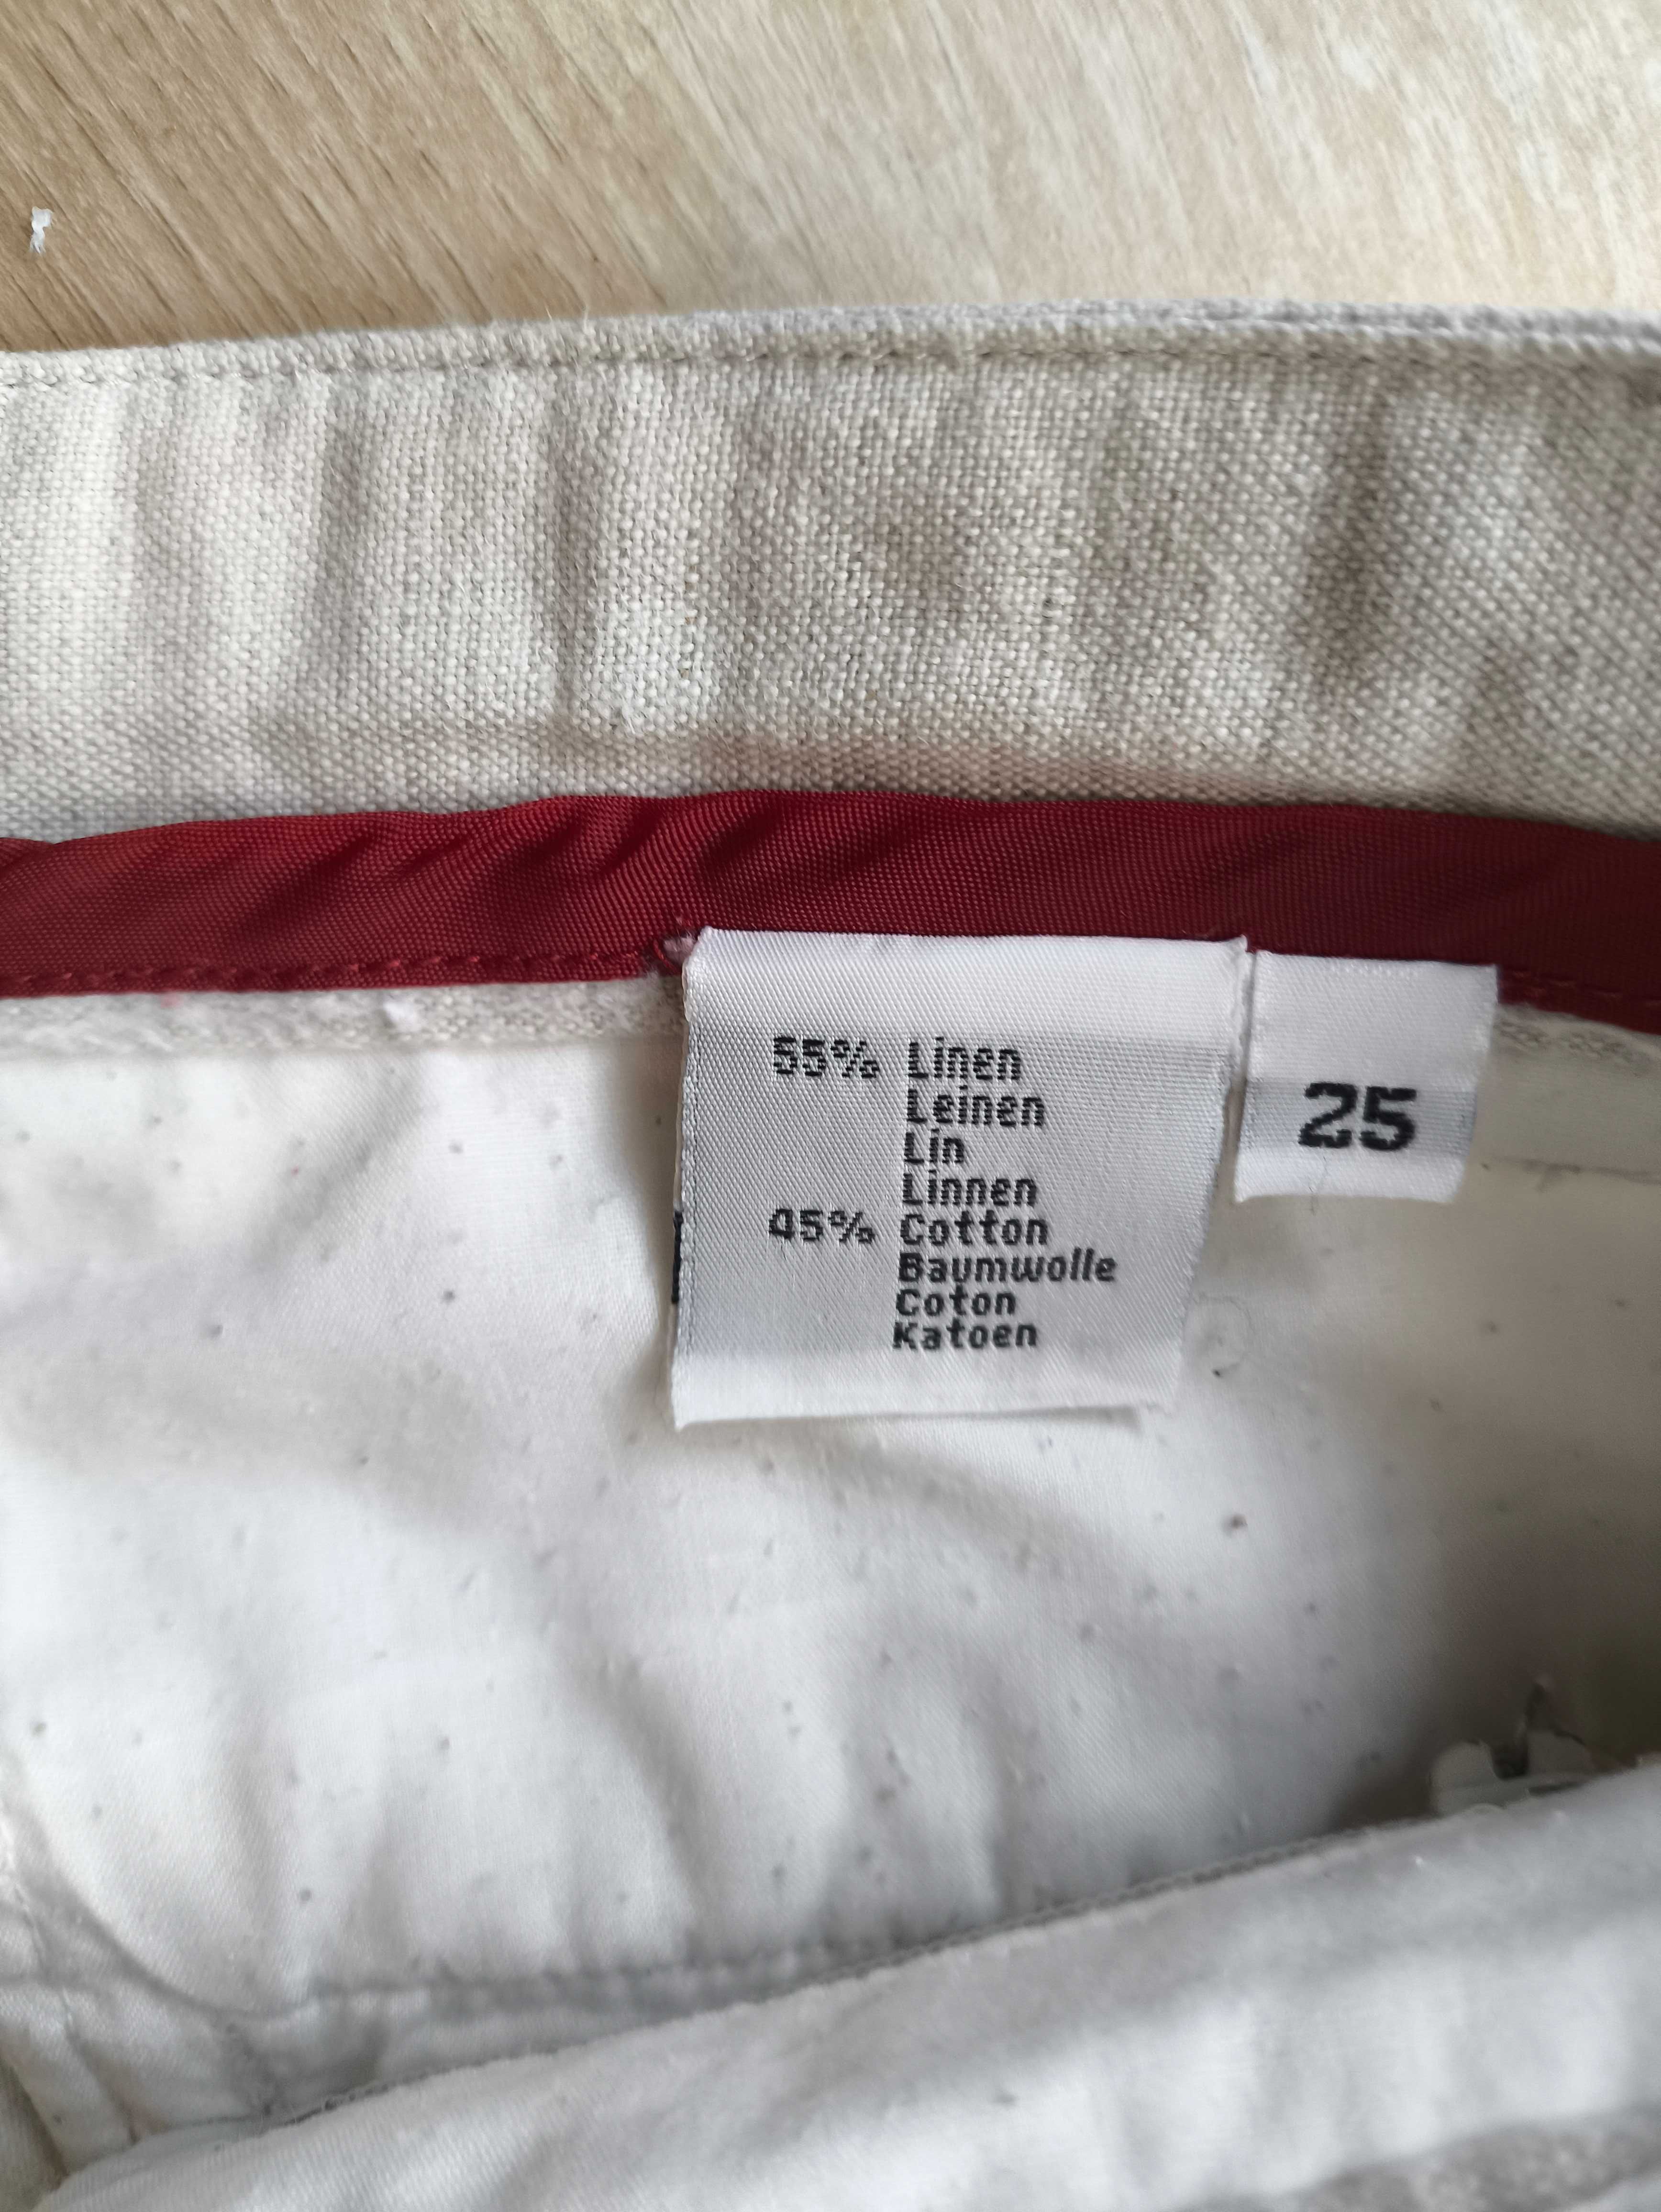 55% Linen
Leinen
Lin
Linnen
45% Cotton
Baumwolle
Coton
Katoen
25